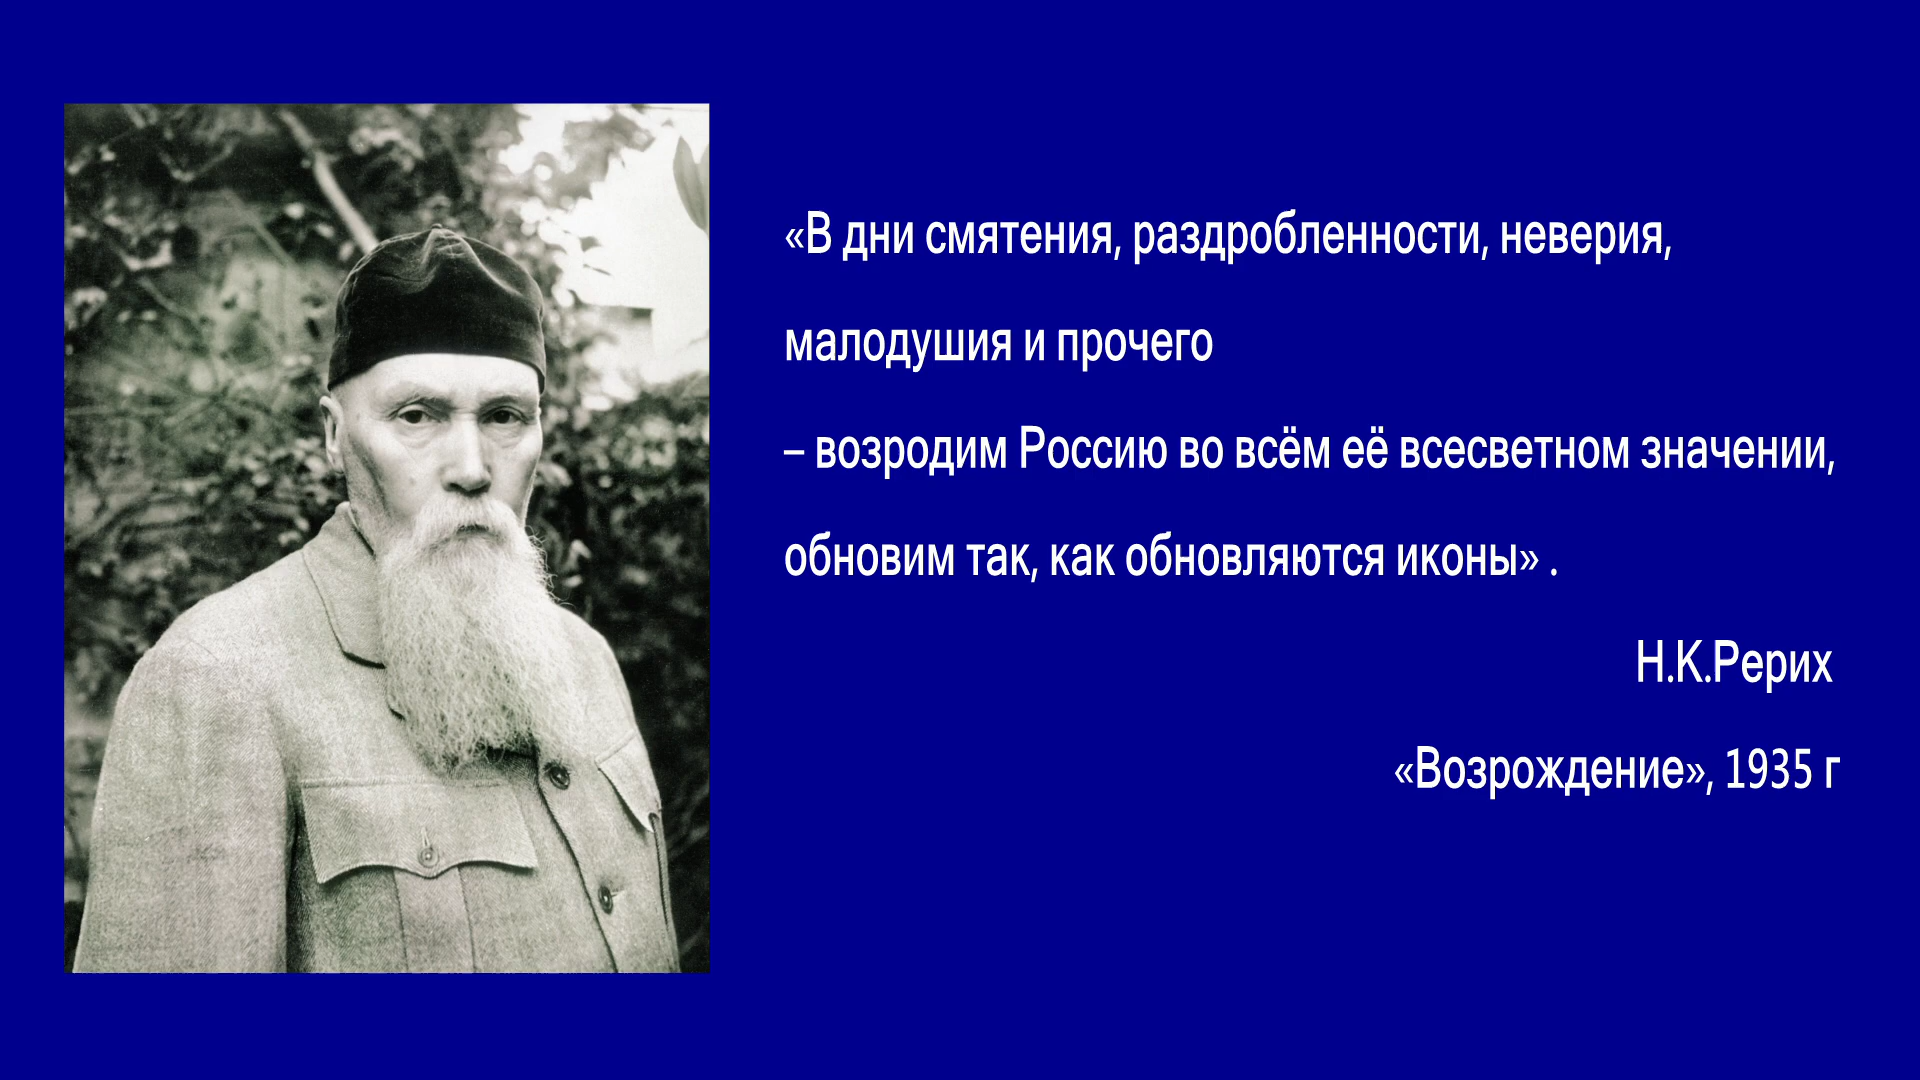 «В дни смятения, раздробленности, неверия,
малодушия и прочего
– возродим Россию во всём её всесветном значении,
обновим так, как обновляются иконы» .
Н.К.Рерих
«Возрождение», 1935 г